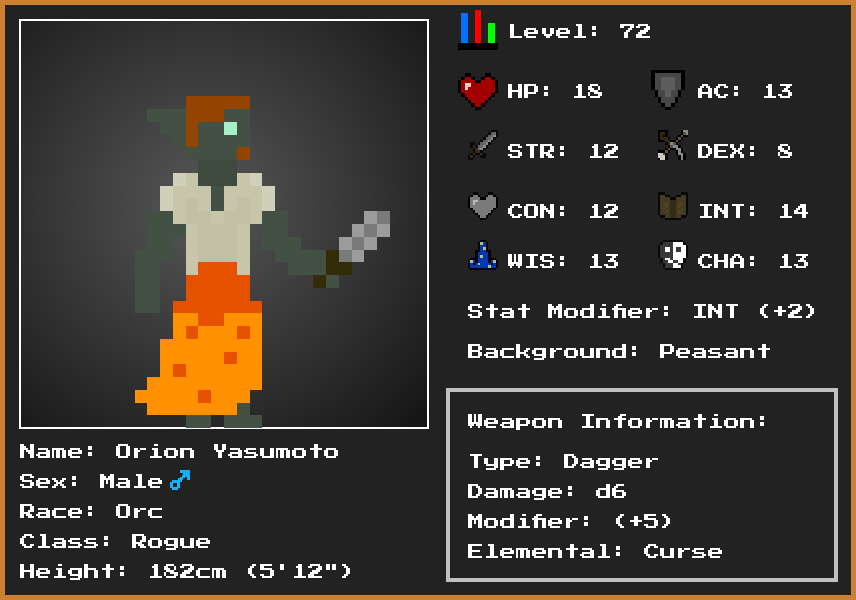 Level: 72
HP: 18 AC: 13
STR: 12 DEX: 8
CON: 12 INT: 14
WIS: 13 CHA: 13
Stat Modifier: INT (+2)
Background: Peasant
Weapon Information:
Type: Dagger
Damage: d6
Modifier: (+5)
Elemental: Curse
Name: Orion Yasumoto
Sex: Male♂
Race: Orc
Class: Rogue
Height: 182cm (5'12")